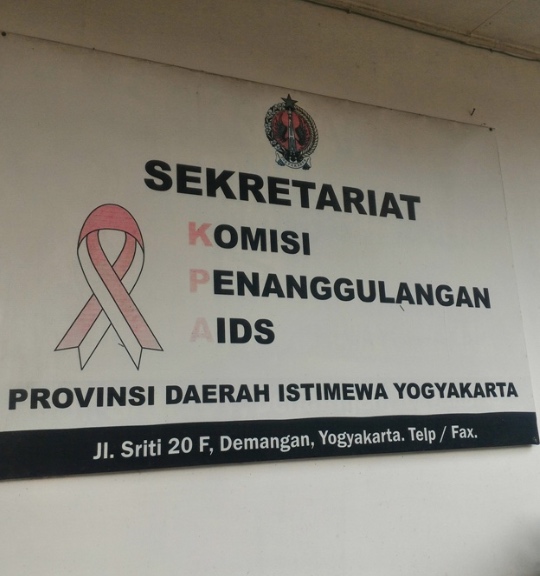 SEKRETARIAT
KOMISI
PENANGGULANGAN
AIDS
PROVINSI DAERAH ISTIMEWA YOGYAKARTA
Jl. Sriti 20 F, Demangan, Yogyakarta. Telp / Fax.